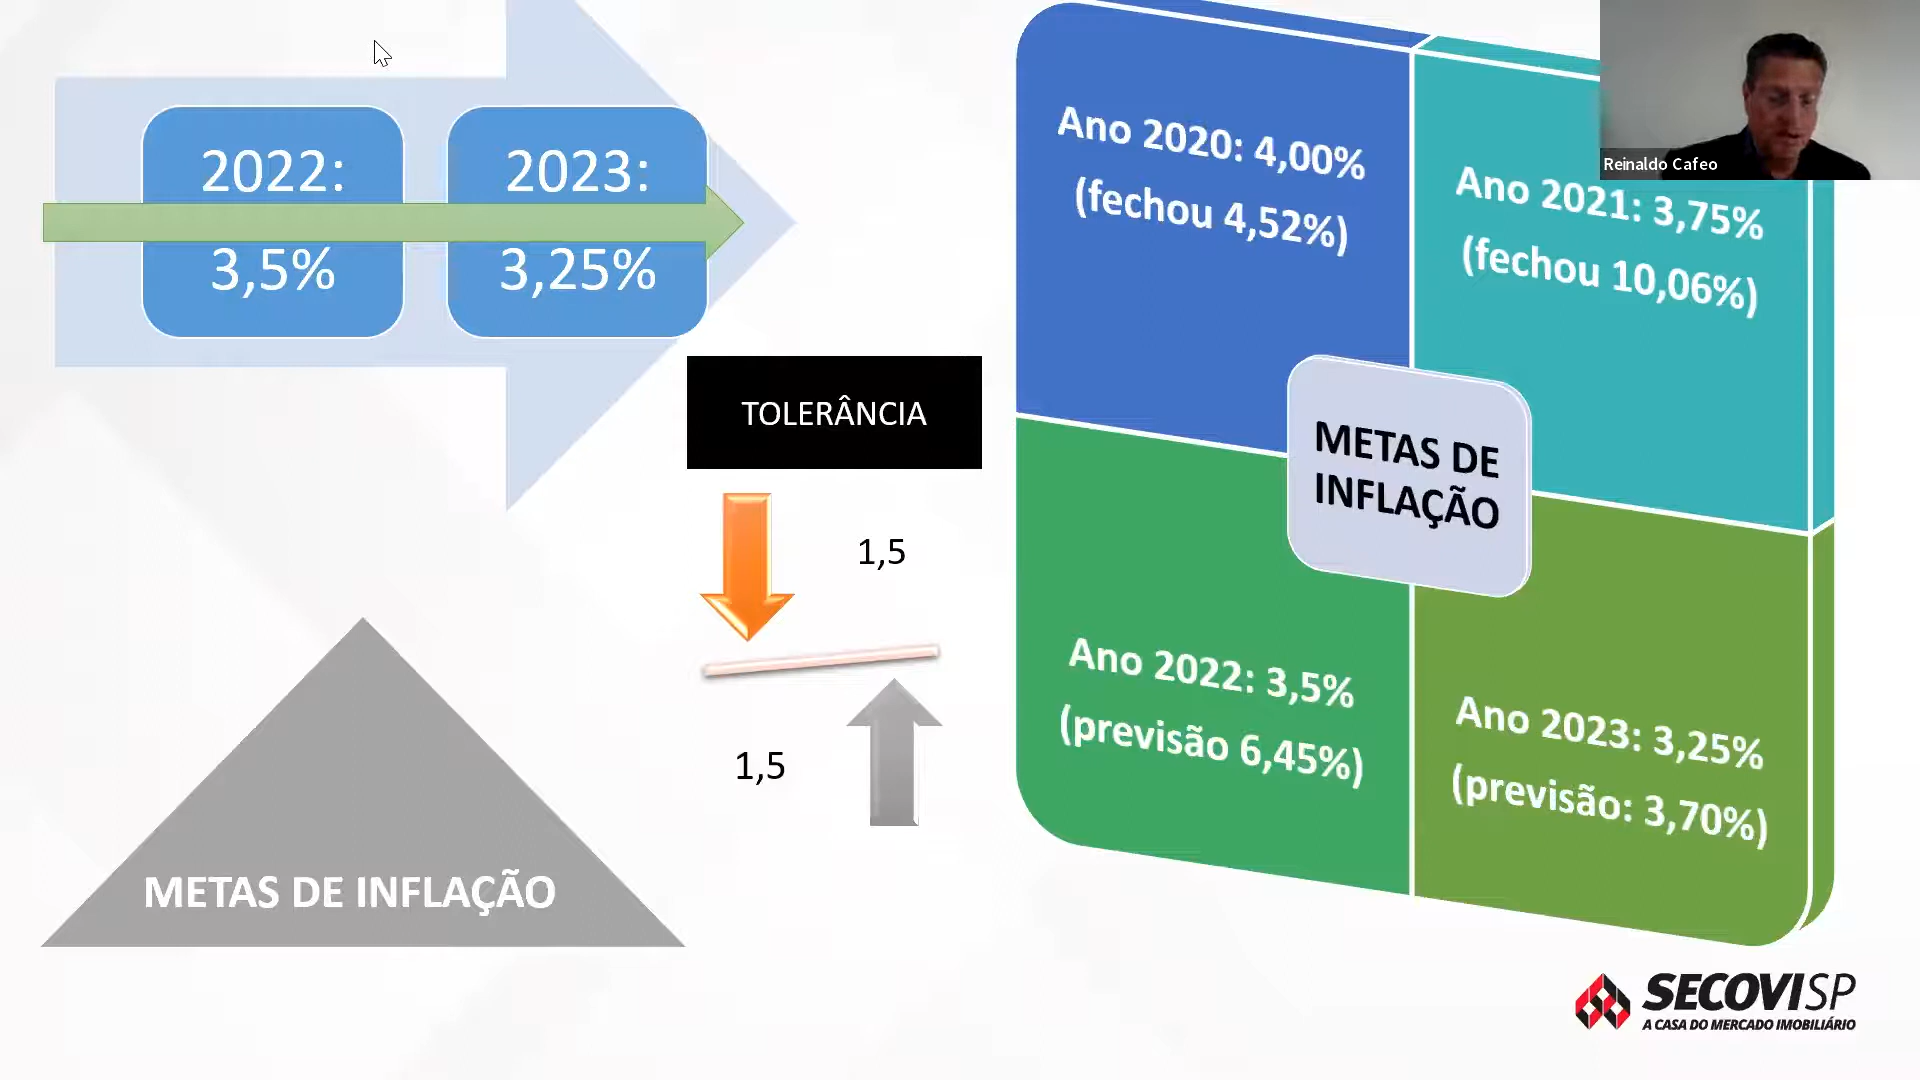 2022:
3,5%
2023:
3,25%
TOLERÂNCIA
1,5
1,5
METAS DE INFLAÇÃO
Ano 2020: 4,00%
(fechou 4,52%)
Ano 2021: 3,75%
(fechou 10,06%)
METAS DE
INFLAÇÃO
Ano 2022: 3,5%
(previsão 6,45%)
Ano 2023: 3,25%
(previsão: 3,70%)
Reinaldo Cafeo
SECOVISP
A CASA DO MERCADO IMOBILIÁRIO